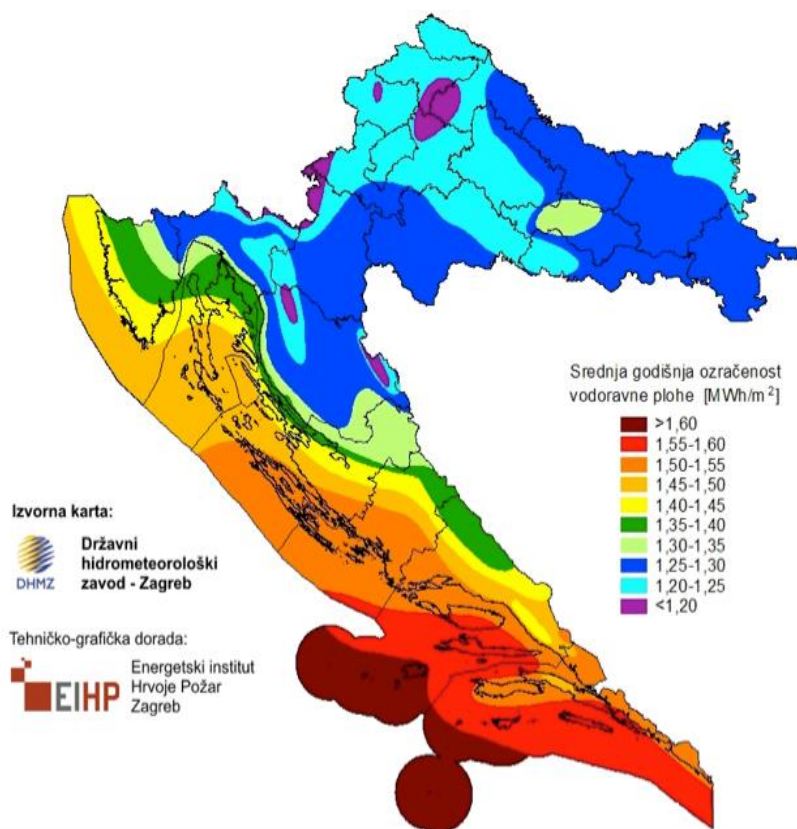 Srednja godišnja ozračenost
vodoravne plohe [MWh/m²]
>1,60
1,55-1,60
1,50-1,55
1,45-1,50
1,40-1,45
1,35-1,40
1,30-1,35
1,25-1,30
1,20-1,25
<1,20
Izvorna karta:
DHMZ
Državni
hidrometeorološki
zavod - Zagreb
Tehničko-grafička dorada:
EIHP
Energetski institut
Hrvoje Požar
Zagreb